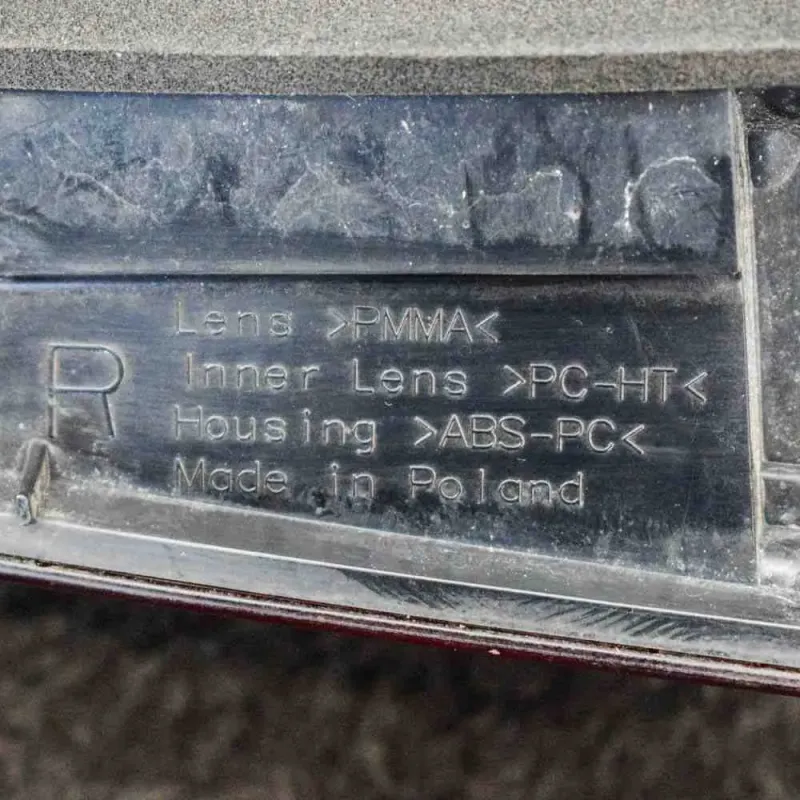 Lens >PMMA<
R
Inner Lens >PC-HT<
Housing >ABS-PC<
Made in Poland